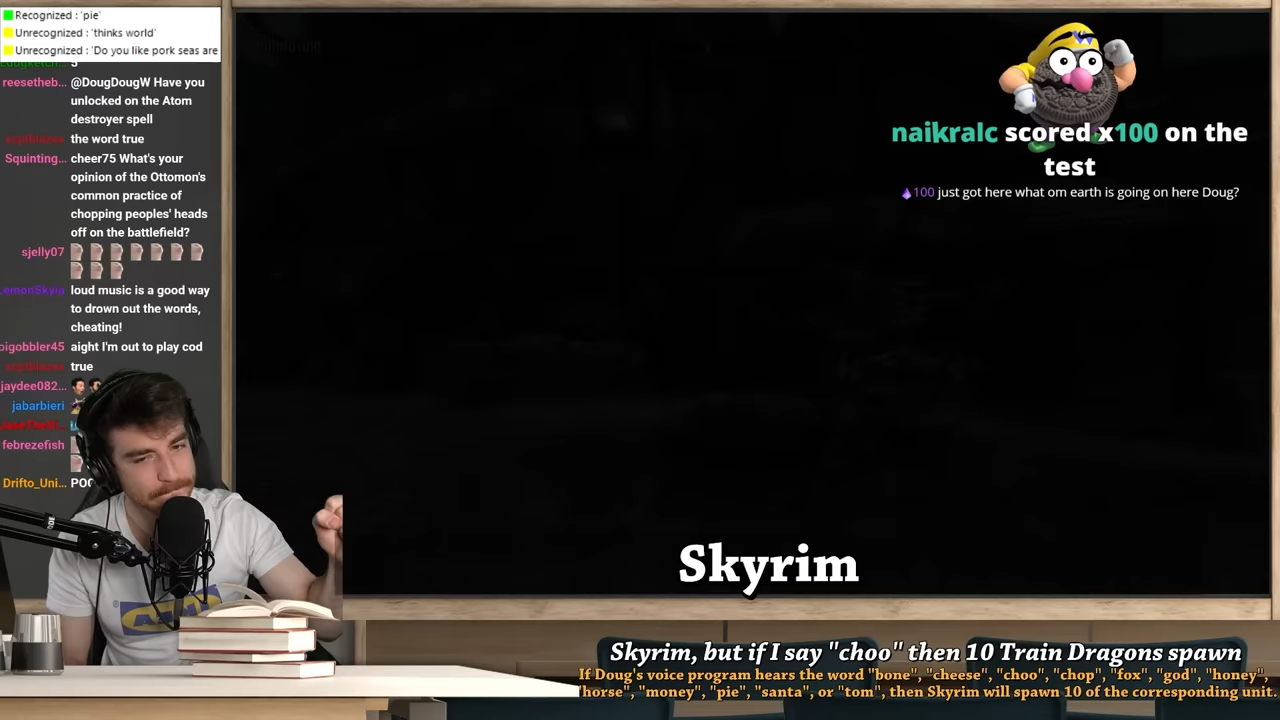 Recognized : 'pie'
Unrecognized : 'thinks world'
Unrecognized : 'Do you like pork seas are
5
reesetheb... @DougDougW Have you
unlocked on the Atom
destroyer spell
the word true
Squinting... cheer75 What's your
opinion of the Ottomon's
common practice of
chopping peoples' heads
off on the battlefield?
sjelly07
LemonSkyia loud music is a good way
to drown out the words,
cheating!
bigobbler45 aight I'm out to play cod
true
jaydee082...
jabarbieri
febrezefish
Drifto_Uni... POG
naikralc scored x100 on the
test
100 just got here what om earth is going on here Doug?
Skyrim
Skyrim, but if I say "choo" then 10 Train Dragons spawn
If Doug's voice program hears the word "bone", "cheese", "choo", "chop", "fox", "god", "honey",
"horse", "money", "pie", "santa", or "tom", then Skyrim will spawn 10 of the corresponding unit.